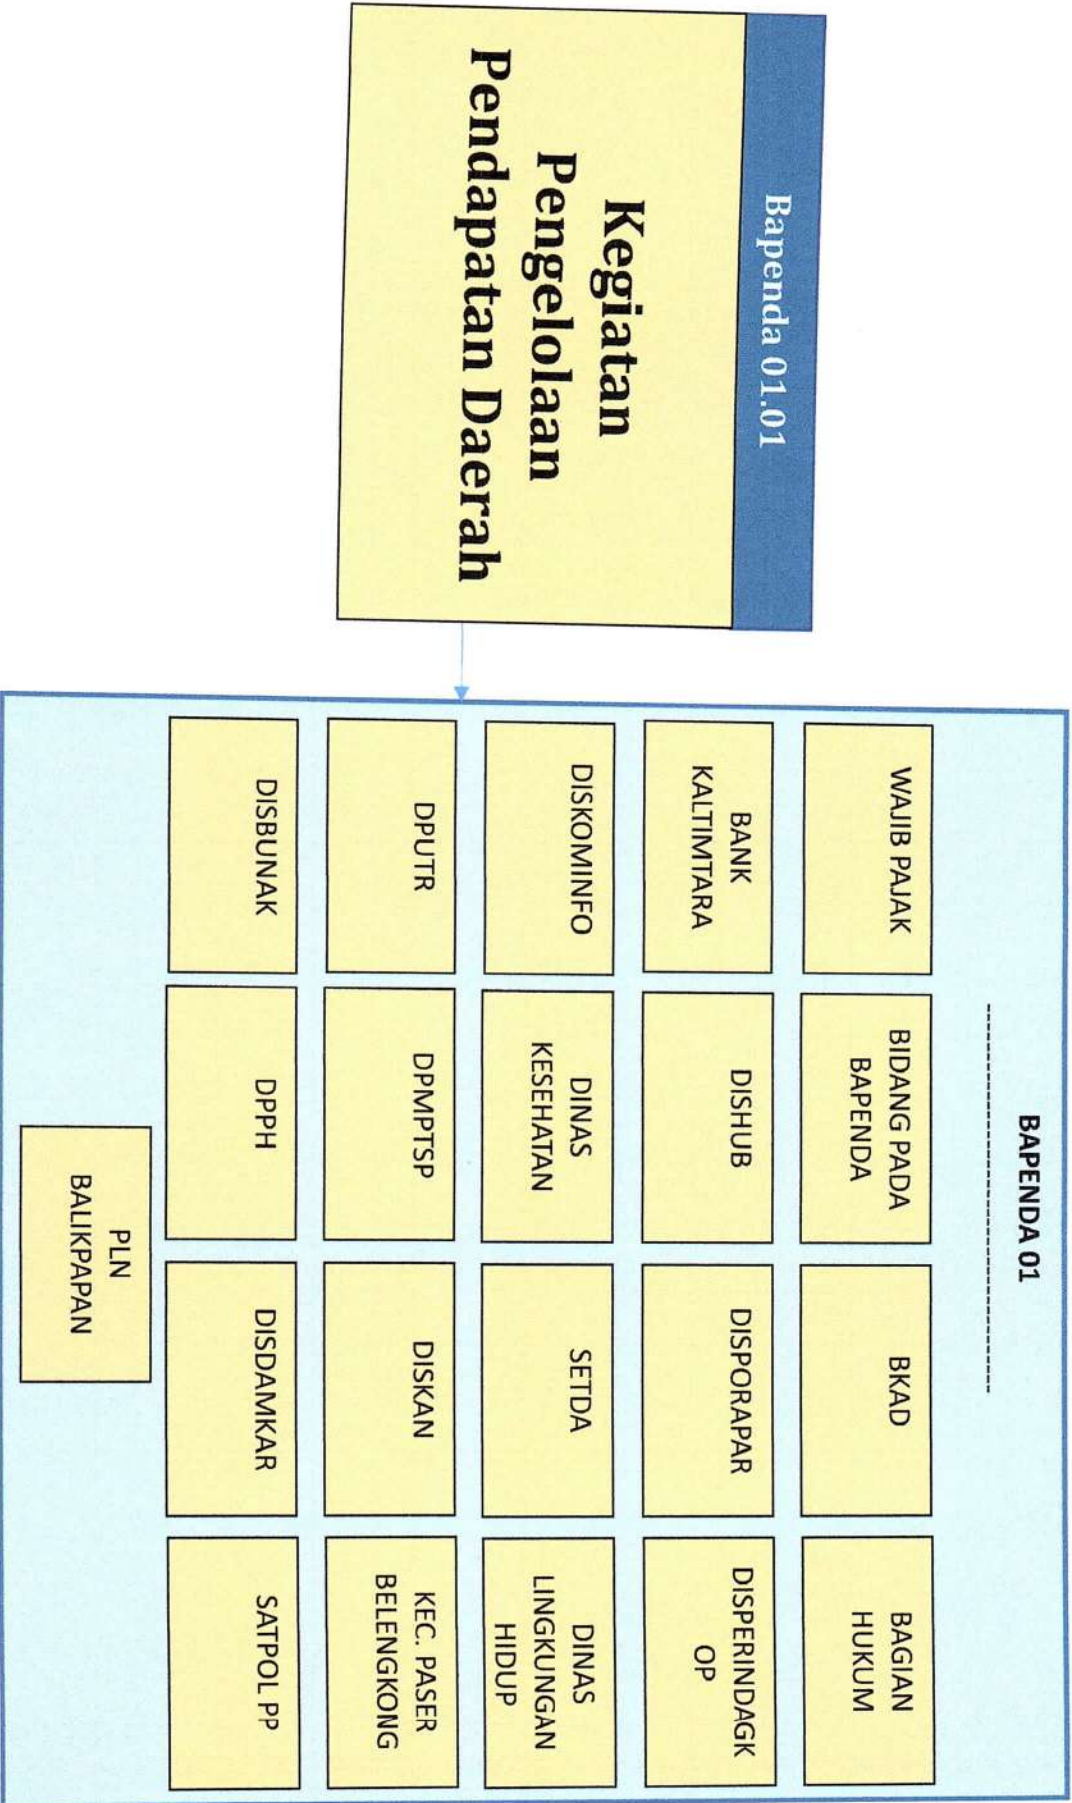 Bapenda 01.01
Kegiatan
Pengelolaan
Pendapatan Daerah
BAPENDA 01
WAJIB PAJAK
BIDANG PADA
BAPENDA
BKAD
BAGIAN
HUKUM
BANK
KALTIMTARA
DISHUB
DISPORAPAR
DISPERINDAGK
OP
DISKOMINFO
DINAS
KESEHATAN
SETDA
DINAS
LINGKUNGAN
HIDUP
DPUTR
DPMPTSP
DISKAN
KEC. PASER
BELENGKONG
DISBUNAK
DPPH
DISDAMKAR
SATPOL PP
PLN
BALIKPAPAN